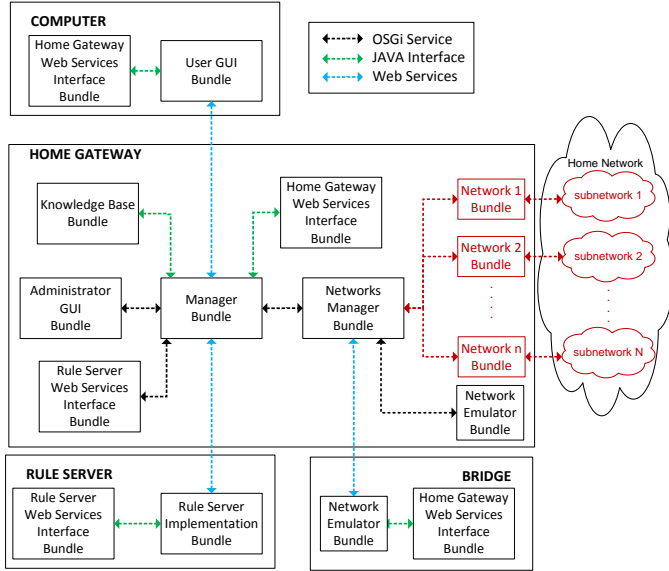 COMPUTER
Home Gateway
Web Services
Interface
Bundle
User GUI
Bundle
OSGi Service
JAVA Interface
Web Services
HOME GATEWAY
Knowledge Base
Bundle
Home Gateway
Web Services
Interface
Bundle
Network 1
Bundle
Home Network
subnetwork 1
Network 2
Bundle
subnetwork 2
Administrator
GUI
Bundle
Manager
Bundle
Networks
Manager
Bundle
Network n
Bundle
subnetwork N
Rule Server
Web Services
Interface
Bundle
Network
Emulator
Bundle
RULE SERVER
Rule Server
Web Services
Interface
Bundle
Rule Server
Implementation
Bundle
BRIDGE
Network
Emulator
Bundle
Home Gateway
Web Services
Interface
Bundle